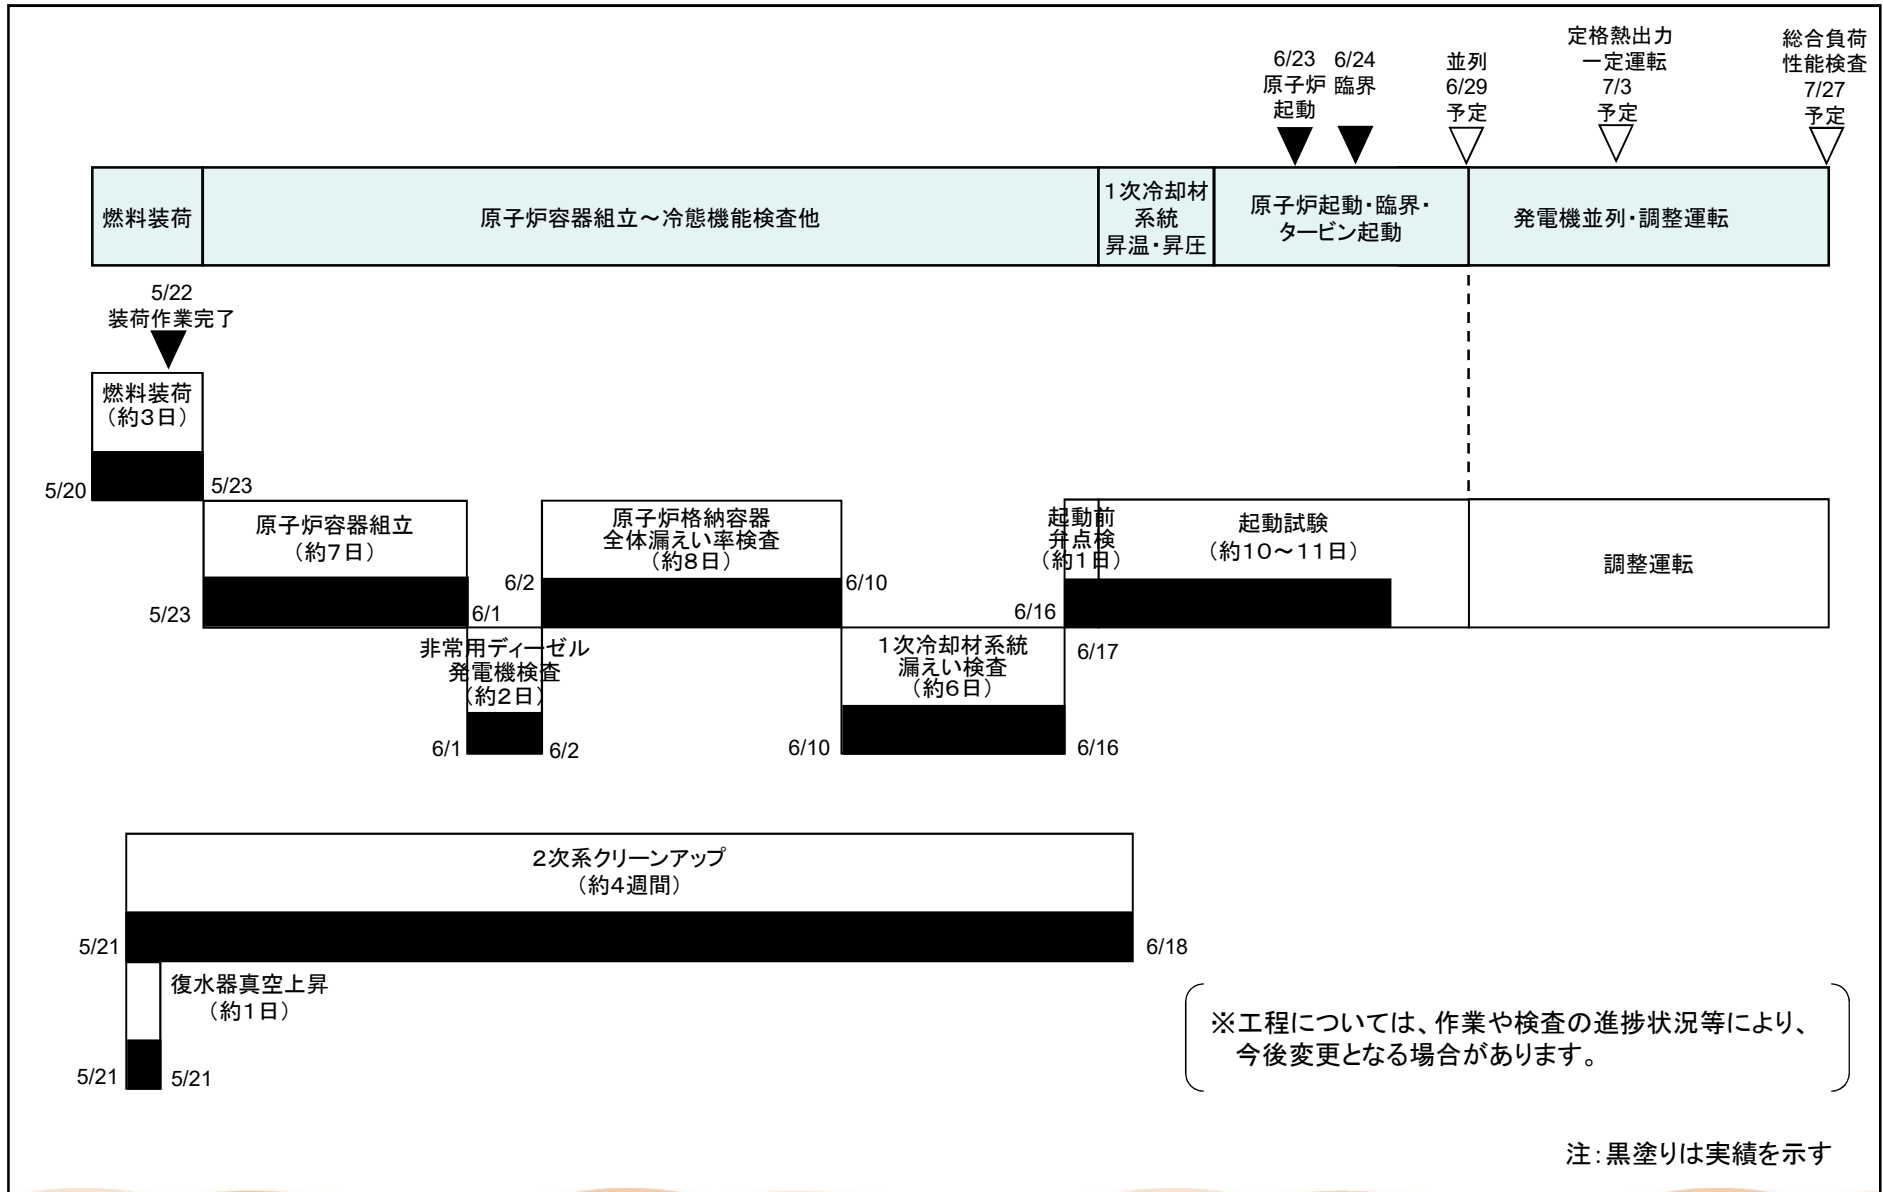 6/23
原子炉
起動
6/24
臨界
並列
6/29
予定
定格熱出力
一定運転
7/3
予定
総合負荷
性能検査
7/27
予定
燃料装荷
原子炉容器組立～冷態機能検査他
１次冷却材
系統
昇温・昇圧
原子炉起動・臨界・
タービン起動
発電機並列・調整運転
5/22
装荷作業完了
燃料装荷
（約３日）
5/20
5/23
原子炉容器組立
（約７日）
5/23
6/1
非常用ディーゼル
発電機検査
（約２日）
6/1
6/2
原子炉格納容器
全体漏えい率検査
（約８日）
6/2
6/10
１次冷却材系統
漏えい検査
（約６日）
6/10
6/16
起動前
弁点検
（約１日）
6/16
6/17
起動試験
（約１０～１１日）
調整運転
２次系クリーンアップ
（約４週間）
5/21
6/18
復水器真空上昇
（約１日）
5/21
5/21
※工程については、作業や検査の進捗状況等により、
今後変更となる場合があります。
注：黒塗りは実績を示す